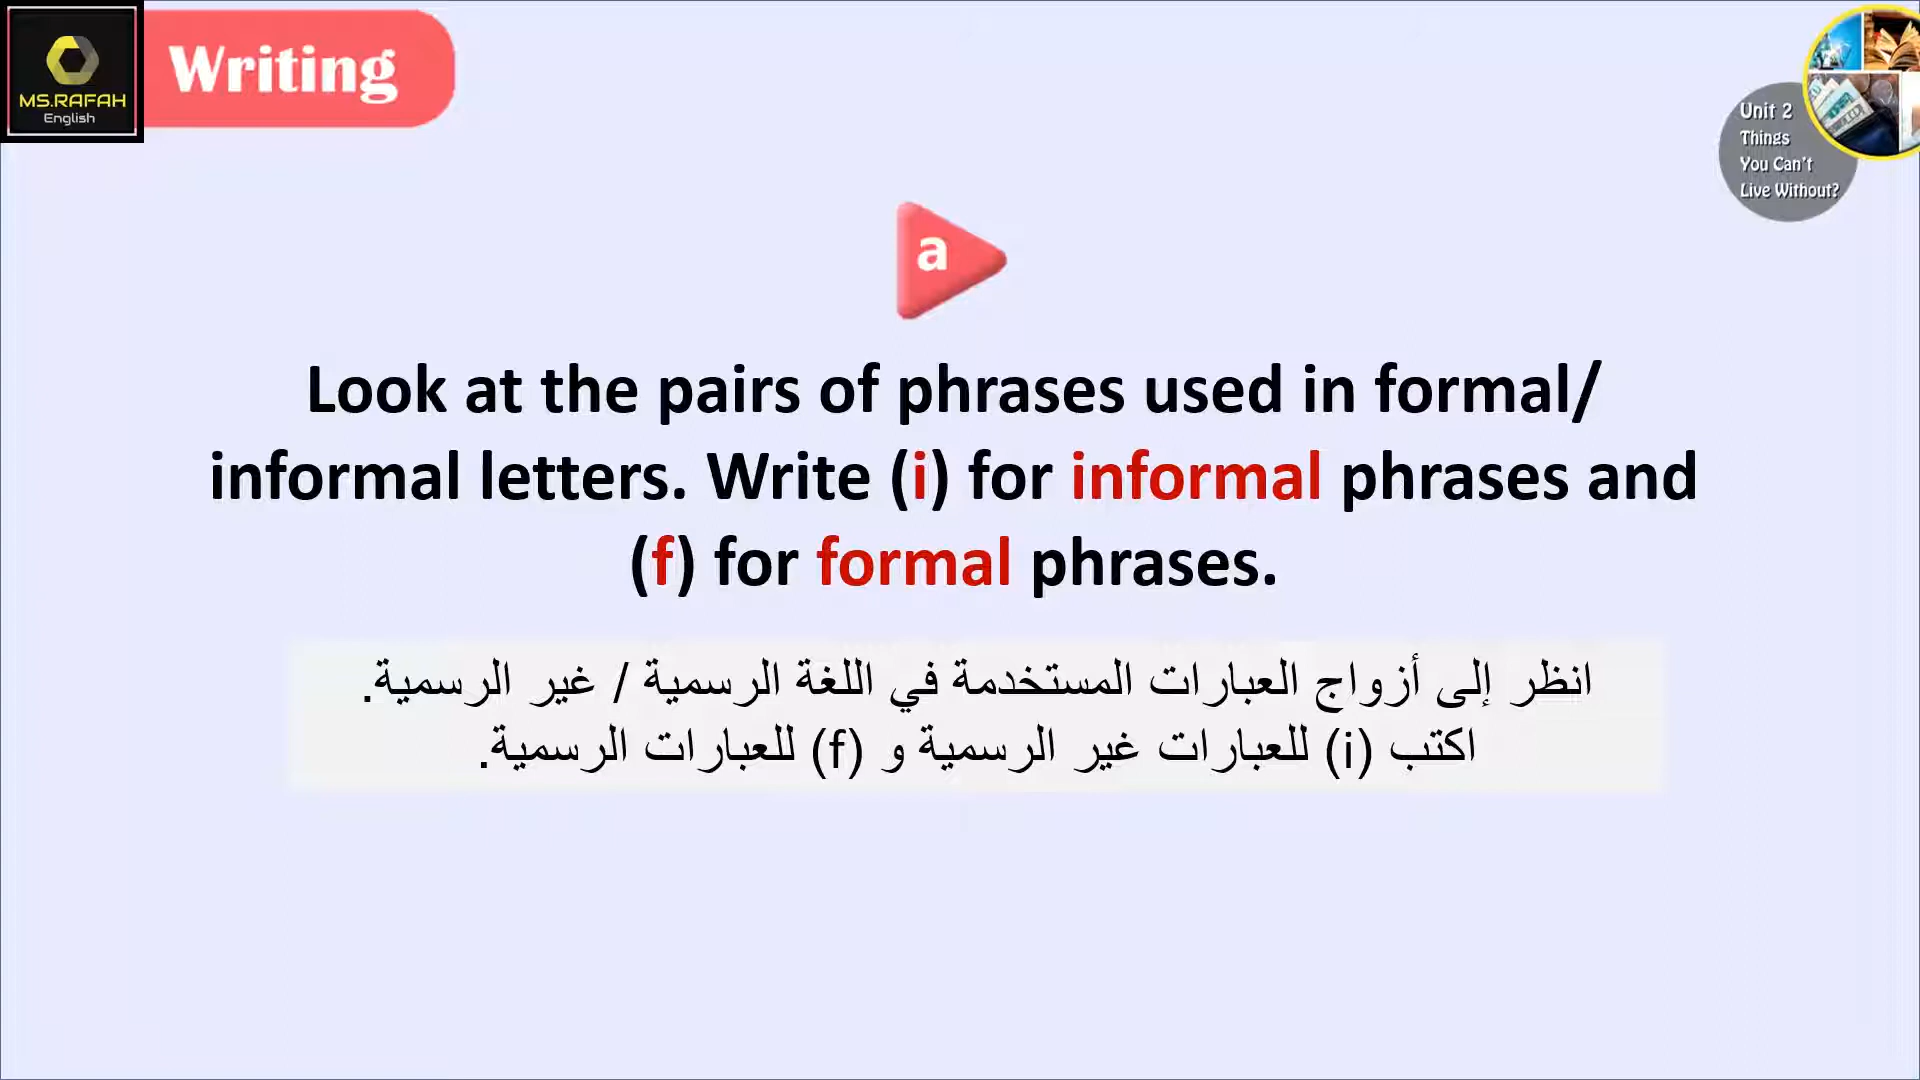 MS.RAFAH
English
Writing
Unit 2
Things
You Can't
Live Without?
a
Look at the pairs of phrases used in formal/
informal letters. Write (i) for informal phrases and
(f) for formal phrases.
انظر إلى أزواج العبارات المستخدمة في اللغة الرسمية / غير الرسمية.
اكتب (i) للعبارات غير الرسمية و (f) للعبارات الرسمية.